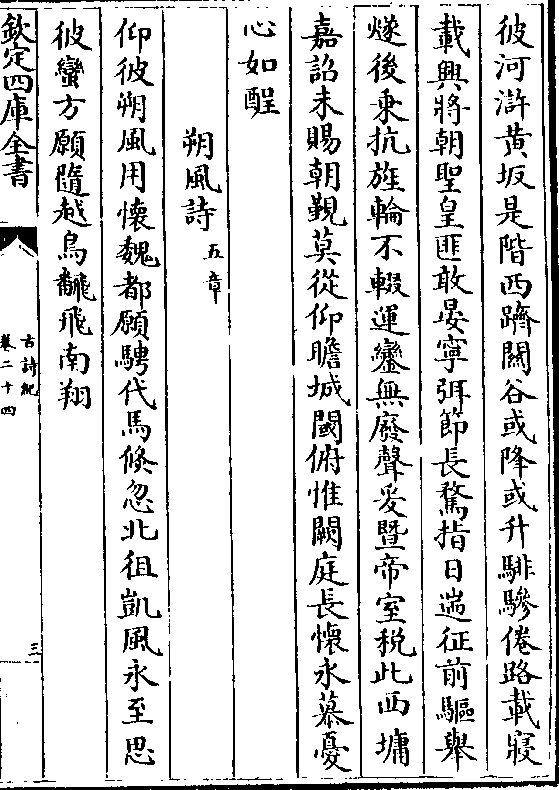 彼河滸黄坂是階西躋關谷或降或升騑驂倦路載寢
載興將朝聖皇匪敢晏寧弭節長騖指日遄征前驅舉
燧後乗抗旌輪不輟運鑾無廢聲爰曁帝室税此西墉
嘉詔未賜朝覲莫從仰瞻城閾俯惟闕庭長懷永慕憂
心如酲
朔風詩五章
仰彼朔風用懷魏都願騁代馬倐忽北徂凱風永至思
彼蠻方願隨越鳥飜飛南翔
欽定四庫全書
古詩紀
卷二十四
三